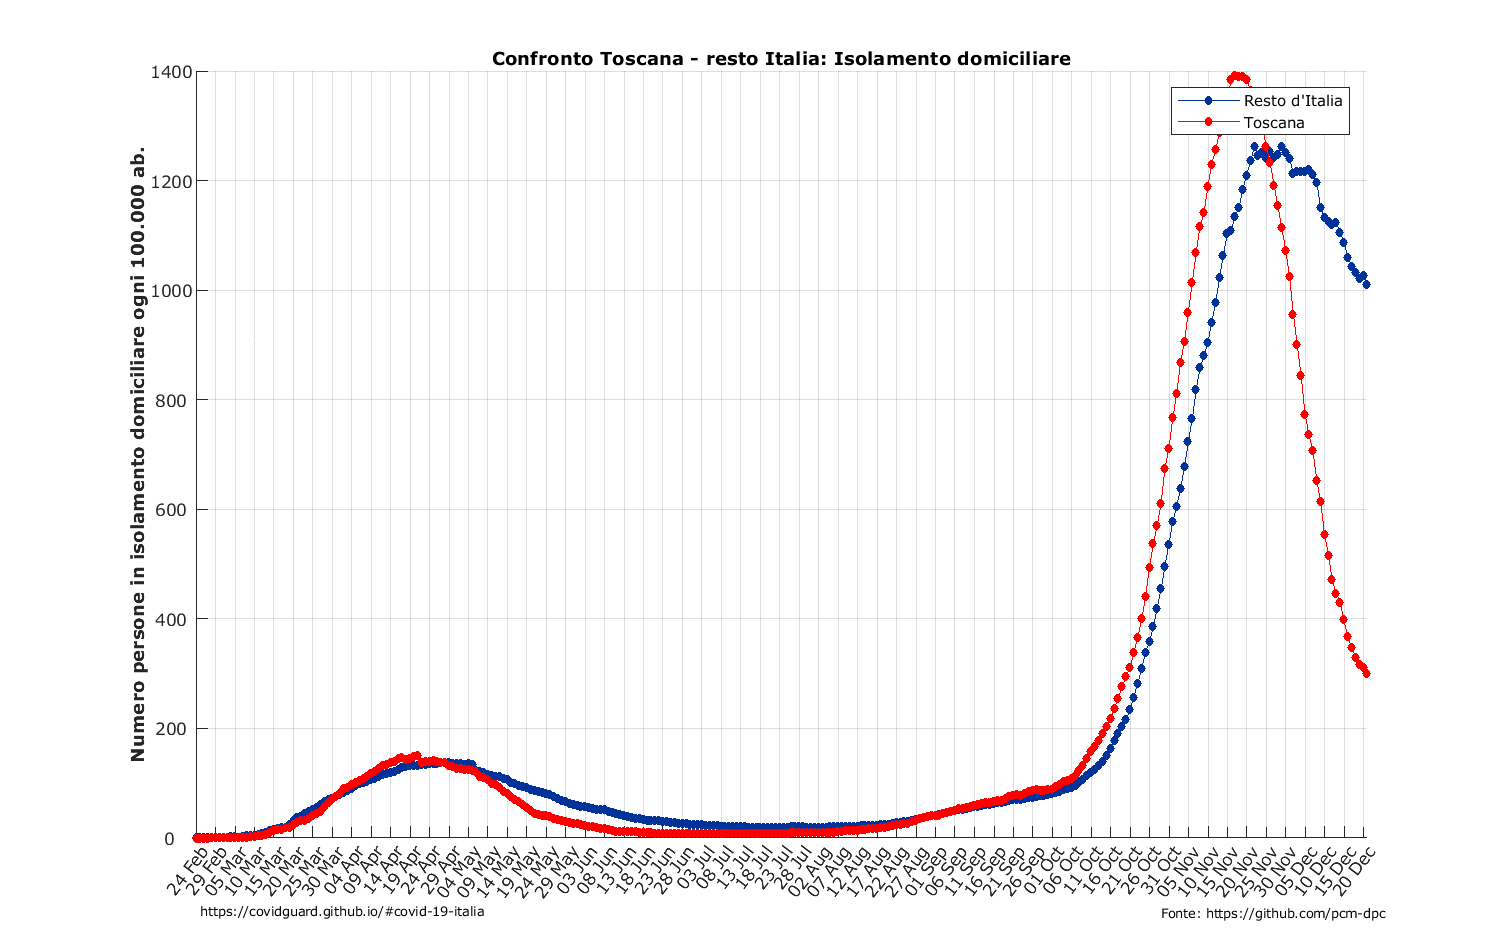 Confronto Toscana - resto Italia: Isolamento domiciliare
Numero persone in isolamento domiciliare ogni 100.000 ab.
1400
1200
1000
800
600
400
200
0
Resto d'Italia
Toscana
24 Feb
29 Feb
05 Mar
10 Mar
15 Mar
20 Mar
25 Mar
30 Mar
04 Apr
09 Apr
14 Apr
19 Apr
24 Apr
29 Apr
04 May
09 May
14 May
19 May
24 May
29 May
03 Jun
08 Jun
13 Jun
18 Jun
23 Jun
28 Jun
03 Jul
08 Jul
13 Jul
18 Jul
23 Jul
28 Jul
02 Aug
07 Aug
12 Aug
17 Aug
22 Aug
27 Aug
01 Sep
06 Sep
11 Sep
16 Sep
21 Sep
26 Sep
01 Oct
06 Oct
11 Oct
16 Oct
21 Oct
26 Oct
31 Oct
05 Nov
10 Nov
15 Nov
20 Nov
25 Nov
30 Nov
05 Dec
10 Dec
15 Dec
20 Dec
https://covidguard.github.io/#covid-19-italia
Fonte: https://github.com/pcm-dpc